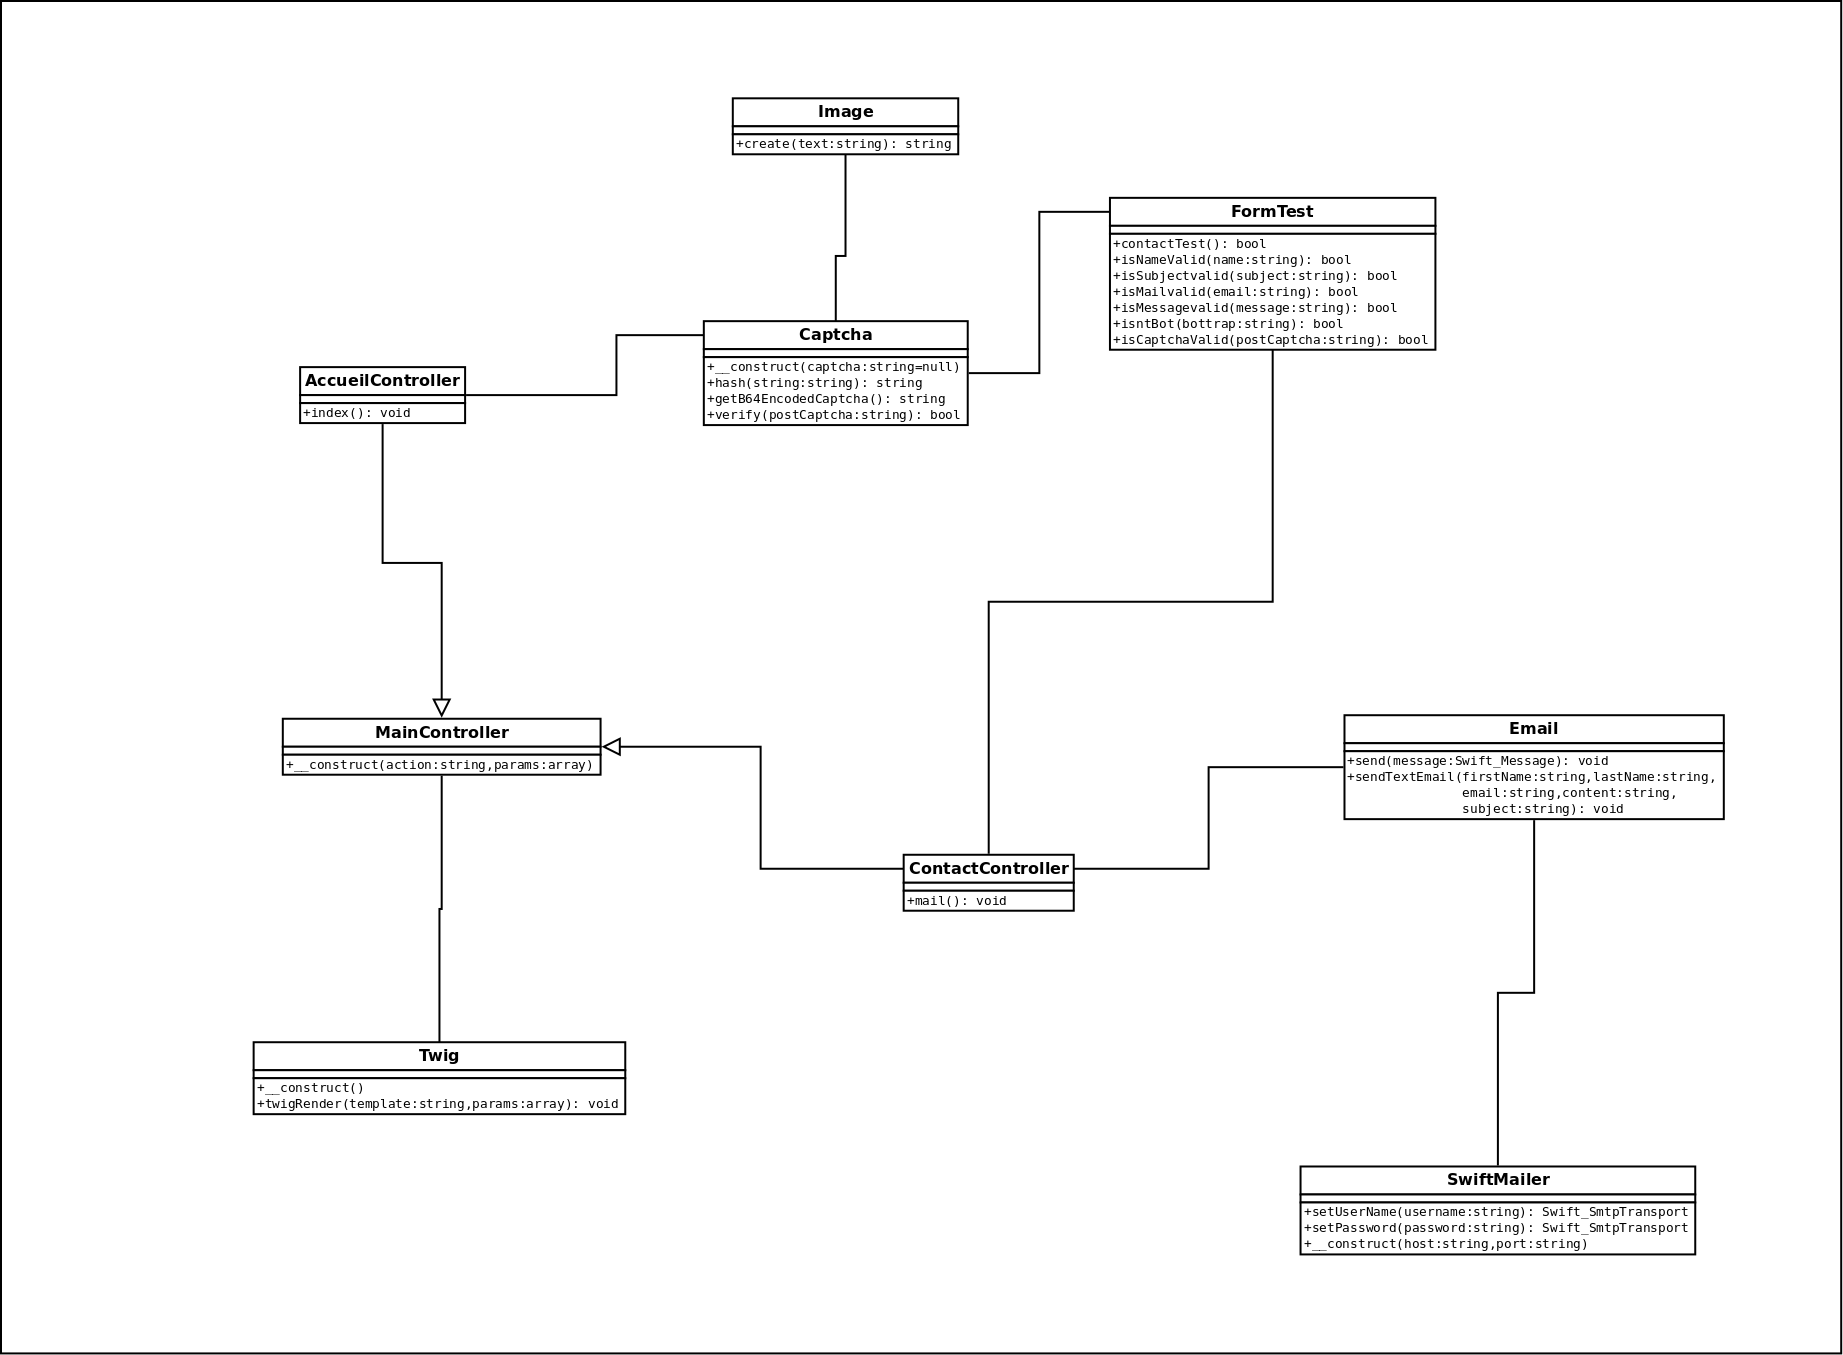 Image
+create(text:string): string
FormTest
+contactTest(): bool
+isNameValid(name:string): bool
+isSubjectvalid(subject:string): bool
+isMailvalid(email:string): bool
+isMessagevalid(message:string): bool
+isntBot(bottrap:string): bool
+isCaptchaValid(postCaptcha:string): bool
Captcha
+__construct(captcha:string=null)
+hash(string:string): string
+getB64EncodedCaptcha(): string
+verify(postCaptcha:string): bool
AccueilController
+index(): void
MainController
+__construct(action:string,params:array)
Email
+send(message:Swift_Message): void
+sendTextEmail(firstName:string,lastName:string,
email:string,content:string,
subject:string): void
ContactController
+mail(): void
Twig
+__construct()
+twigRender(template:string,params:array): void
SwiftMailer
+setUserName(username:string): Swift_SmtpTransport
+setPassword(password:string): Swift_SmtpTransport
+__construct(host:string,port:string)